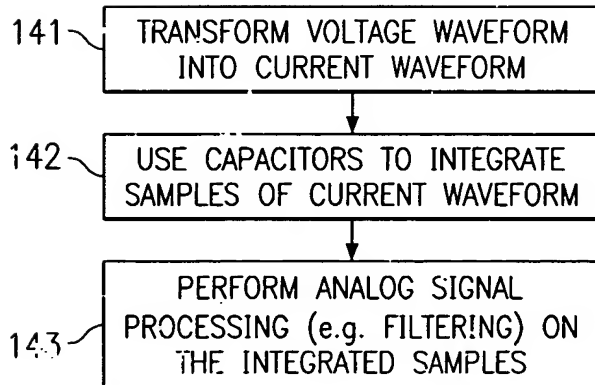 141
TRANSFORM VOLTAGE WAVEFORM
INTO CURRENT WAVEFORM
142
USE CAPACITORS TO INTEGRATE
SAMPLES OF CURRENT WAVEFORM
143
PERFORM ANALOG SIGNAL
PROCESSING (e.g. FILTERING) ON
THE INTEGRATED SAMPLES